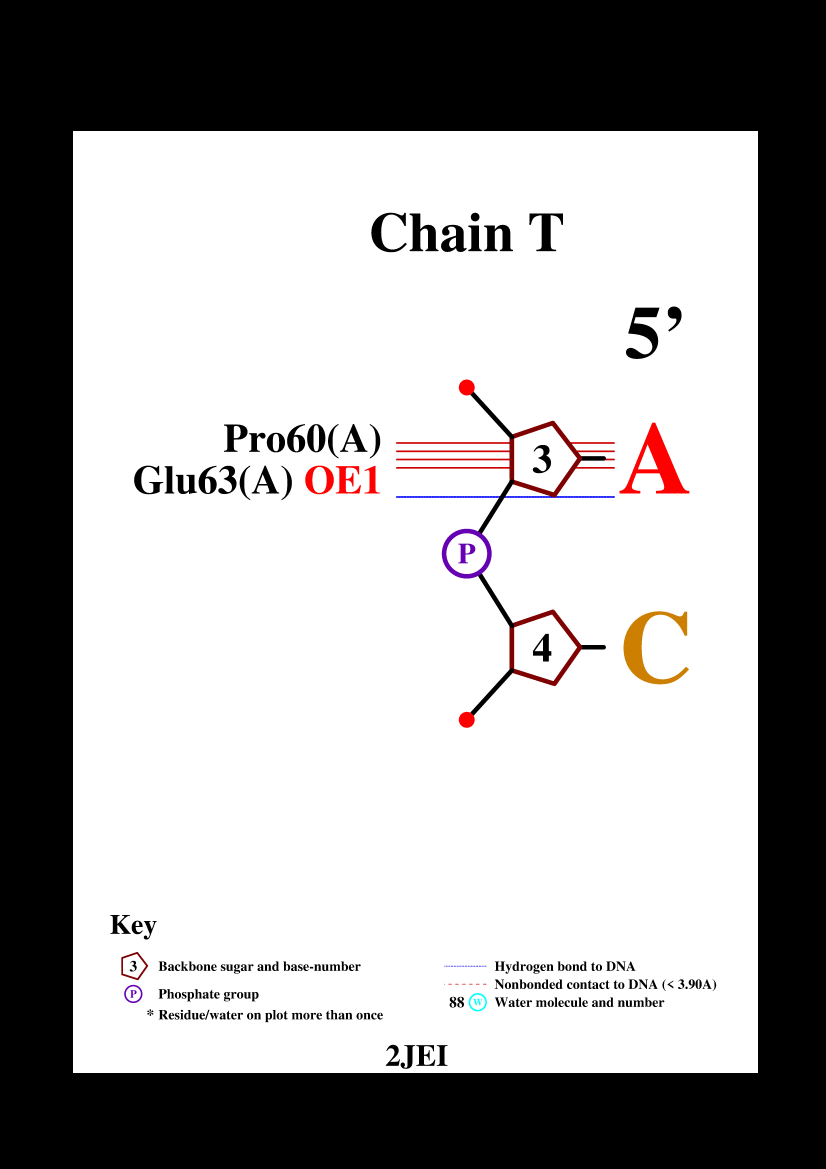 Chain T
5’
Pro60(A)
3
A
Glu63(A) OE1
P
4
C
Key
3 Backbone sugar and base-number
P Phosphate group
* Residue/water on plot more than once
Hydrogen bond to DNA
Nonbonded contact to DNA (< 3.90A)
88 W Water molecule and number
2JEI